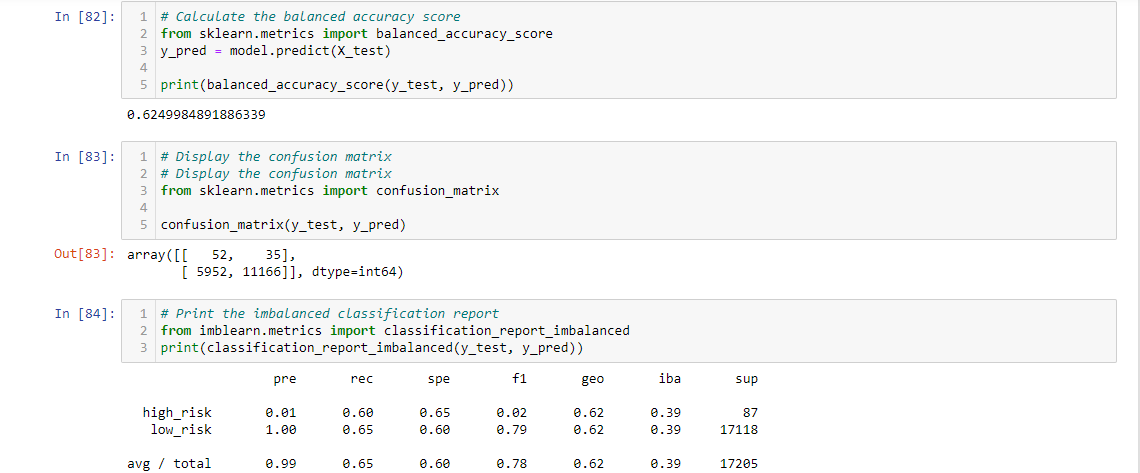 In [82]:
1 # Calculate the balanced accuracy score
2 from sklearn.metrics import balanced_accuracy_score
3 y_pred = model.predict(X_test)
4
5 print(balanced_accuracy_score(y_test, y_pred))
0.6249984891886339
In [83]:
1 # Display the confusion matrix
2 # Display the confusion matrix
3 from sklearn.metrics import confusion_matrix
4
5 confusion_matrix(y_test, y_pred)
Out[83]: array([[   52,    35],
       [ 5952, 11166]], dtype=int64)
In [84]:
1 # Print the imbalanced classification report
2 from imblearn.metrics import classification_report_imbalanced
3 print(classification_report_imbalanced(y_test, y_pred))
pre rec spe f1 geo iba sup
high_risk 0.01 0.60 0.65 0.02 0.62 0.39 87
low_risk 1.00 0.65 0.60 0.79 0.62 0.39 17118
avg / total 0.99 0.65 0.60 0.78 0.62 0.39 17205